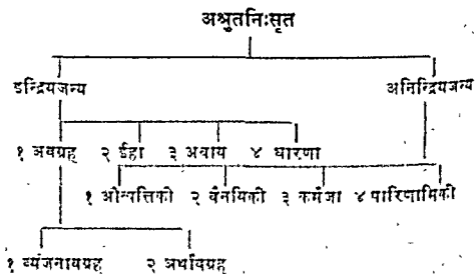 अश्रुतनिःसृत
इन्द्रियजन्य अनिन्द्रियजन्य
१ अवग्रह २ ईहा ३ अवाय ४ धारणा
१ औत्पत्तिकी २ वैनयिकी ३ कर्मजा ४ पारिणामिकी
१ व्यंजनावग्रह २ अर्थावग्रह